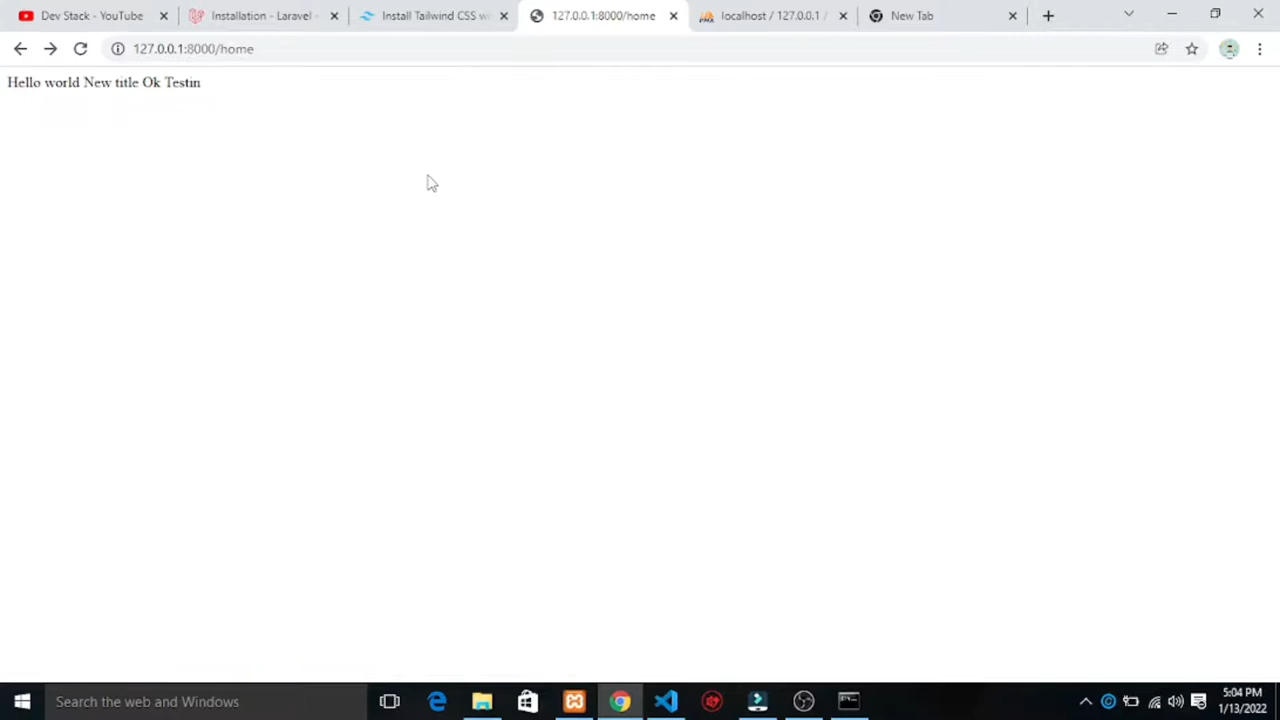 Dev Stack - YouTube
Installation - Laravel -
Install Tailwind CSS wi
127.0.0.1:8000/home
localhost / 127.0.0.1 /
New Tab
127.0.0.1:8000/home
Hello world New title Ok Testin
Search the web and Windows
5:04 PM
1/13/2022